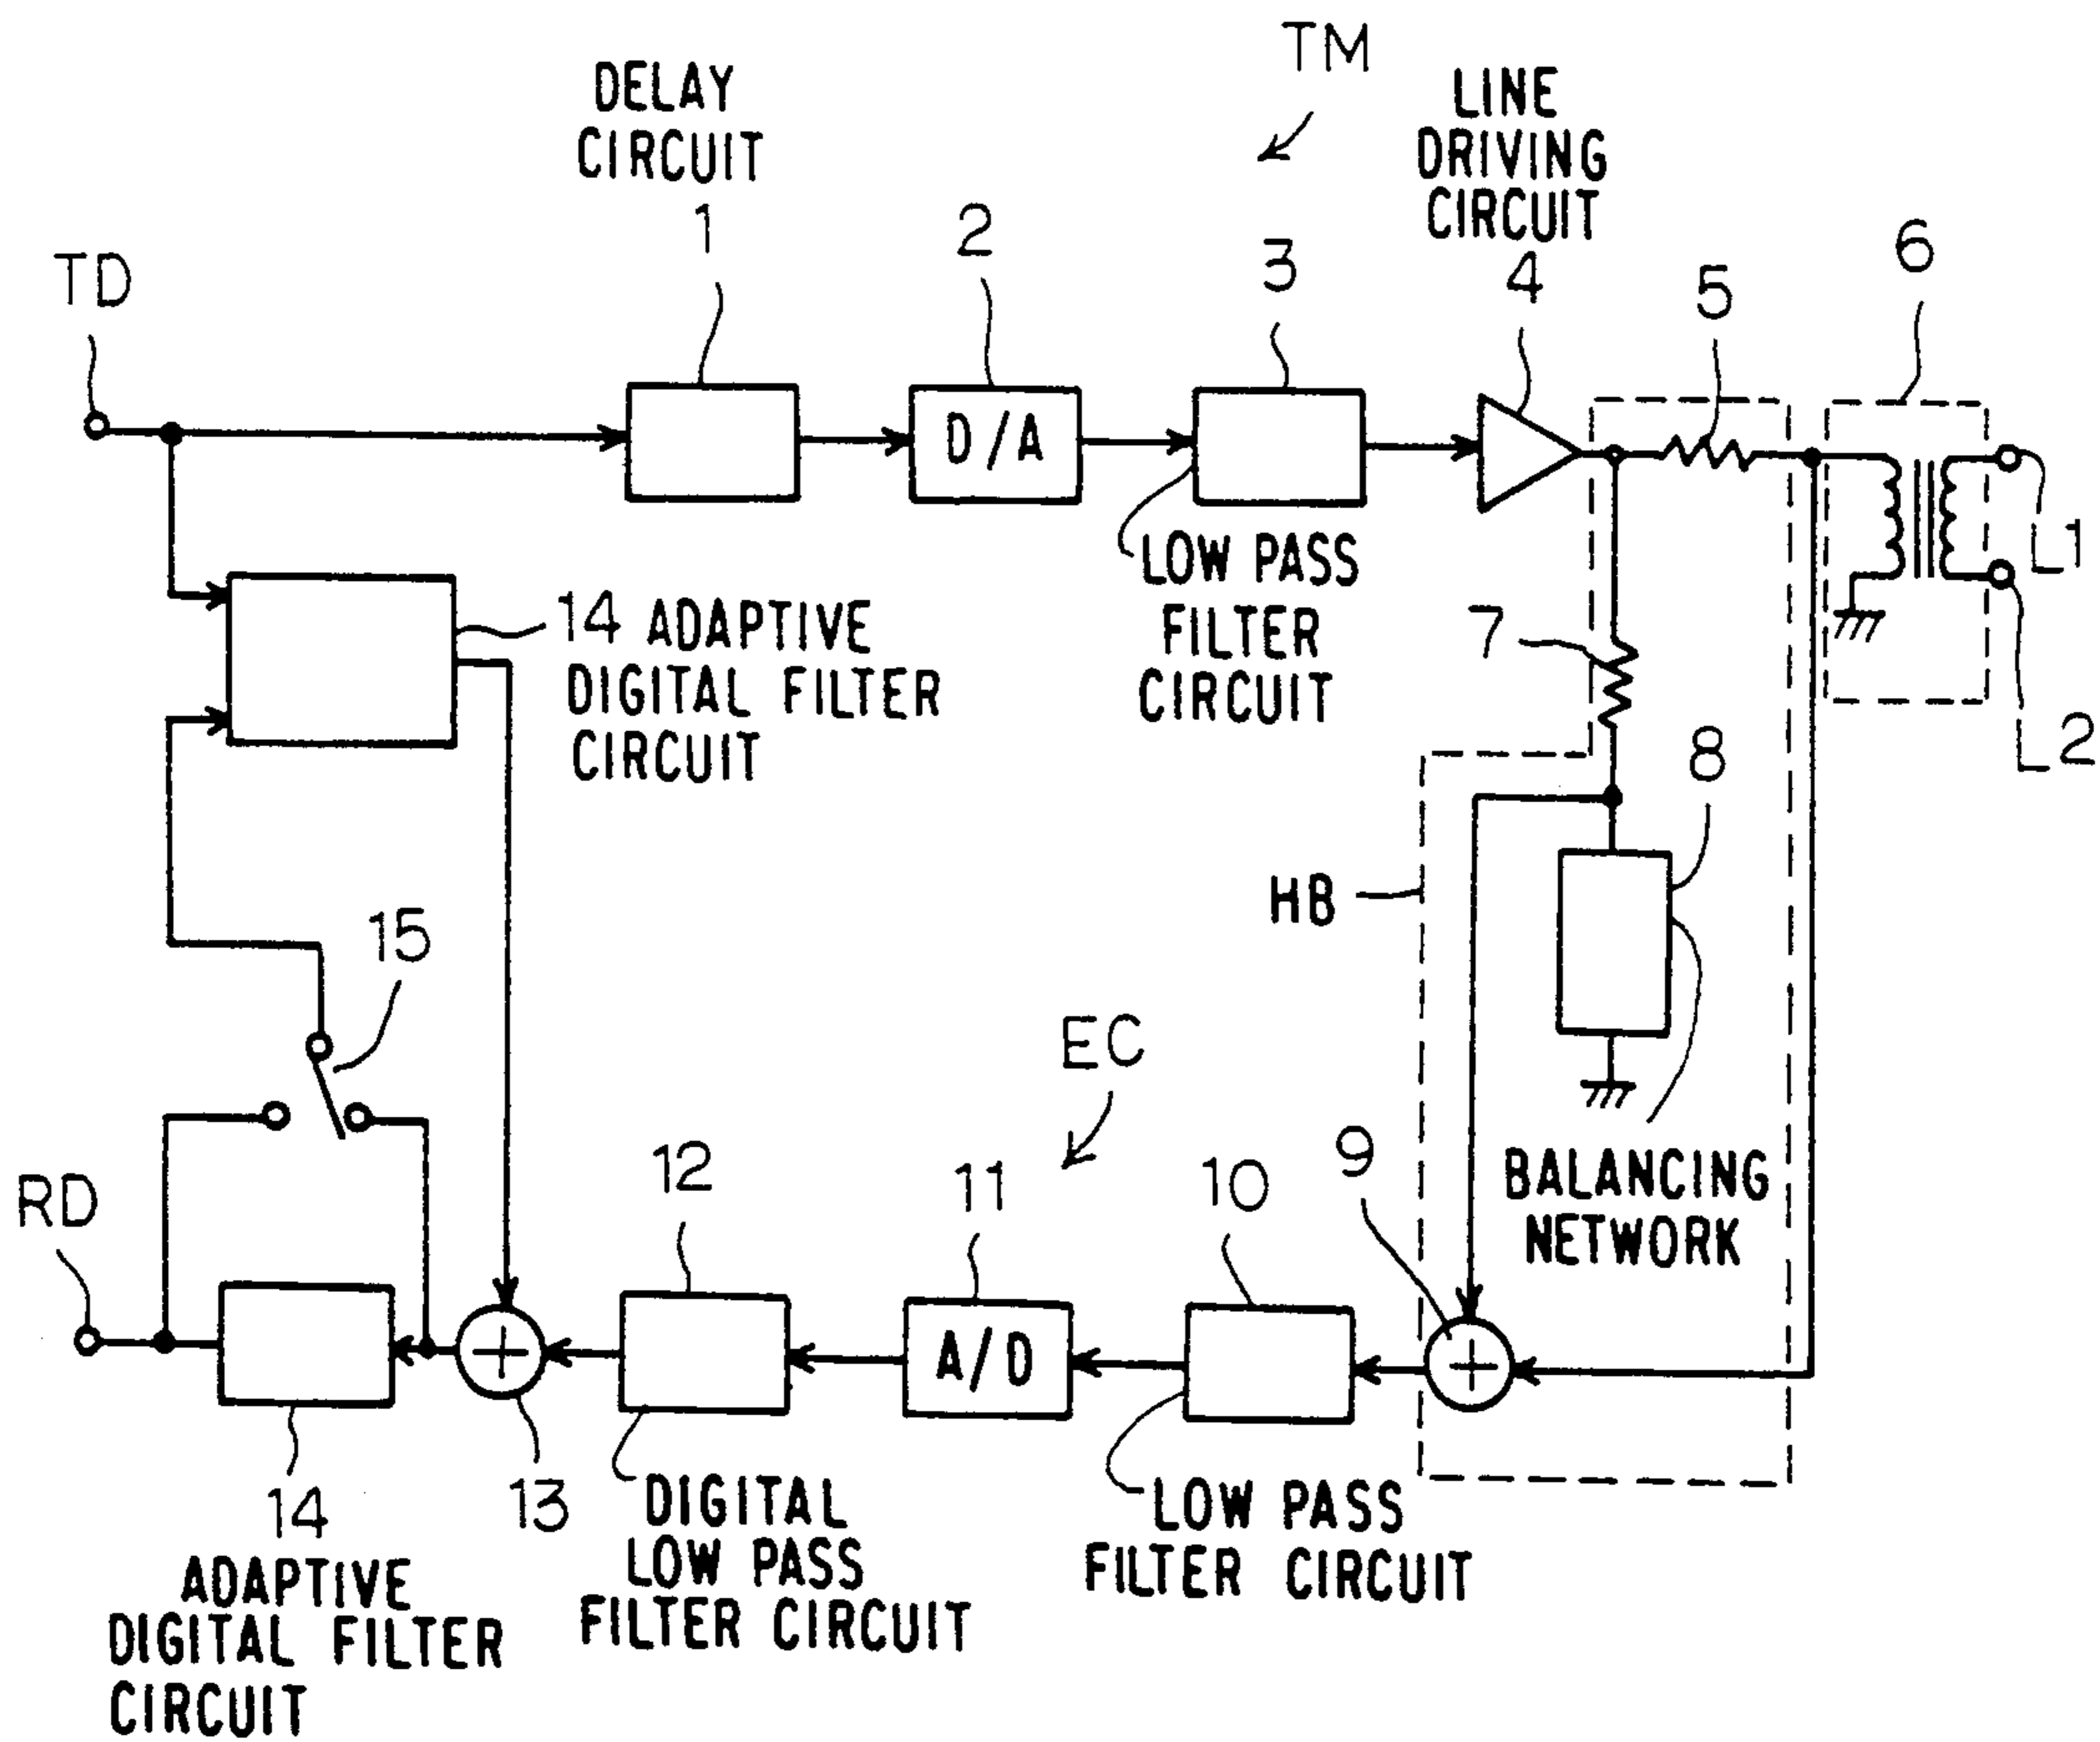 TM
DELAY
CIRCUIT
LINE
DRIVING
CIRCUIT
1
2
3
4
5
6
TD
D/A
L1
LOW PASS
FILTER
CIRCUIT
14 ADAPTIVE
DIGITAL FILTER
CIRCUIT
7
L2
8
HB
15
EC
BALANCING
NETWORK
9
10
11
12
RD
A/D
13
14
ADAPTIVE
DIGITAL FILTER
CIRCUIT
DIGITAL
LOW PASS
FILTER CIRCUIT
LOW PASS
FILTER CIRCUIT